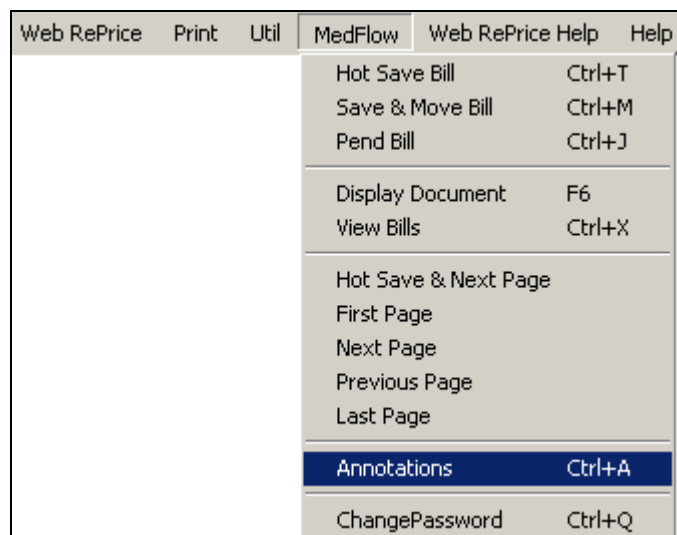 Web RePrice Print Util MedFlow Web RePrice Help Help
Hot Save Bill Ctrl+T
Save & Move Bill Ctrl+M
Pend Bill Ctrl+J
Display Document F6
View Bills Ctrl+X
Hot Save & Next Page
First Page
Next Page
Previous Page
Last Page
Annotations Ctrl+A
ChangePassword Ctrl+Q